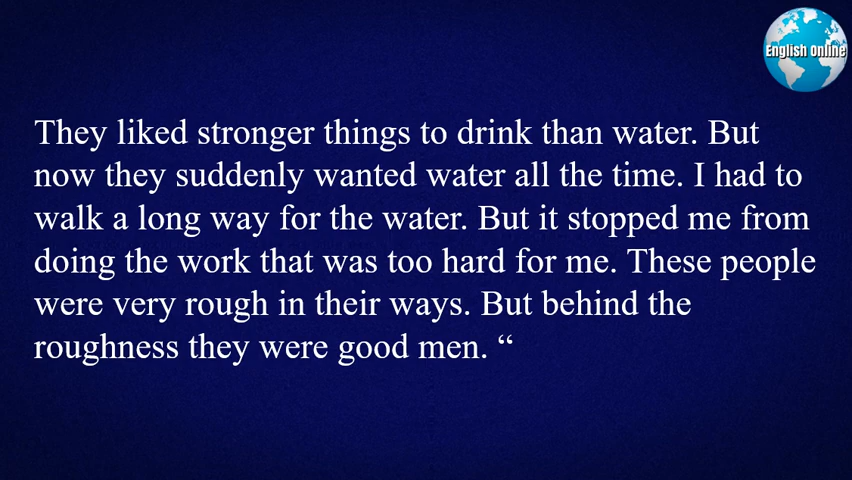 English Online
They liked stronger things to drink than water. But
now they suddenly wanted water all the time. I had to
walk a long way for the water. But it stopped me from
doing the work that was too hard for me. These people
were very rough in their ways. But behind the
roughness they were good men. “